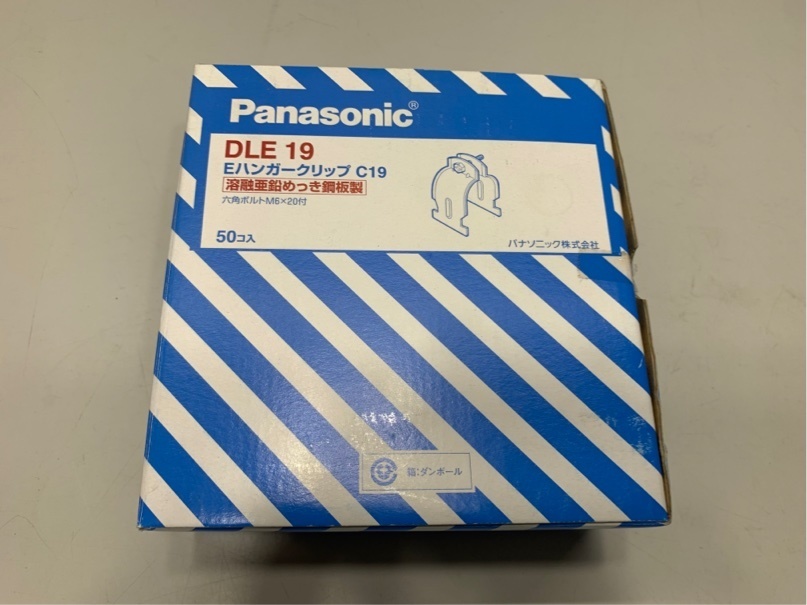 Panasonic®
DLE 19
Eハンガークリップ C19
溶融亜鉛めっき鋼板製
六角ボルトM6×20付
50コ入
パナソニック株式会社
箱:ダンボール